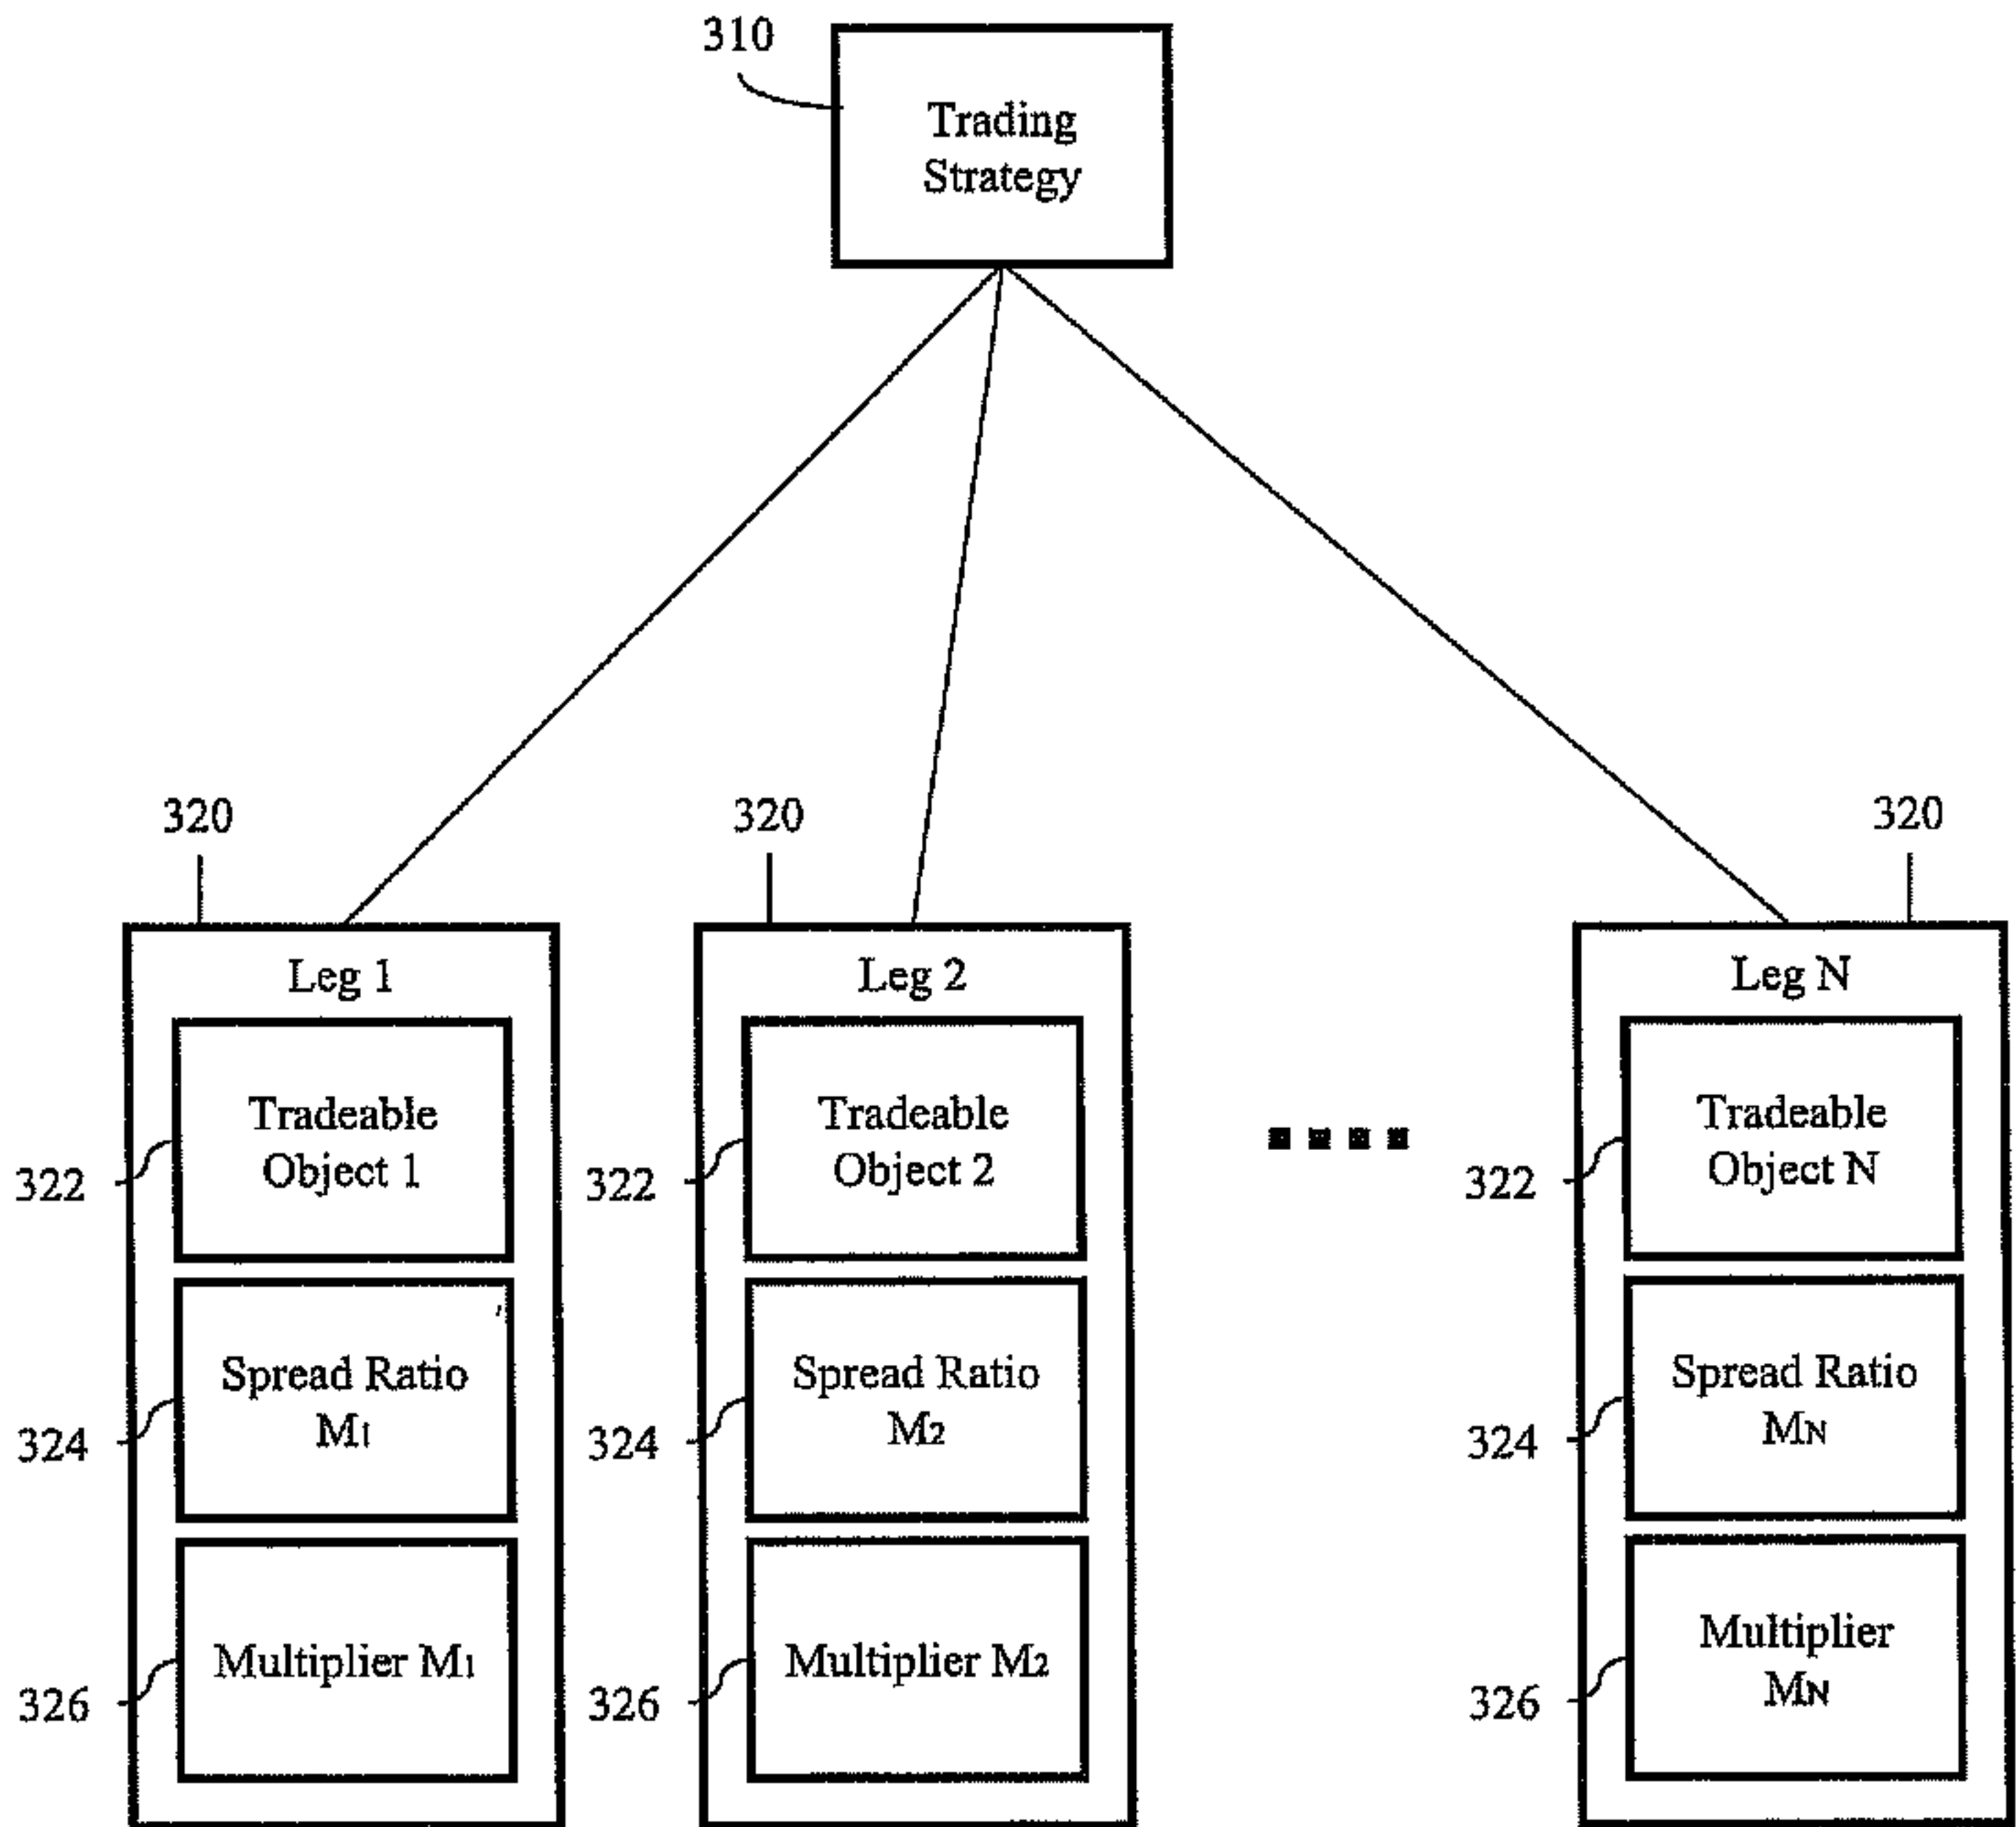 310
Trading
Strategy
320
320
320
Leg 1
Leg 2
Leg N
Tradeable
Object 1
Tradeable
Object 2
Tradeable
Object N
322
322
322
Spread Ratio
M1
Spread Ratio
M2
Spread Ratio
MN
324
324
324
Multiplier M1
Multiplier M2
Multiplier
MN
326
326
326